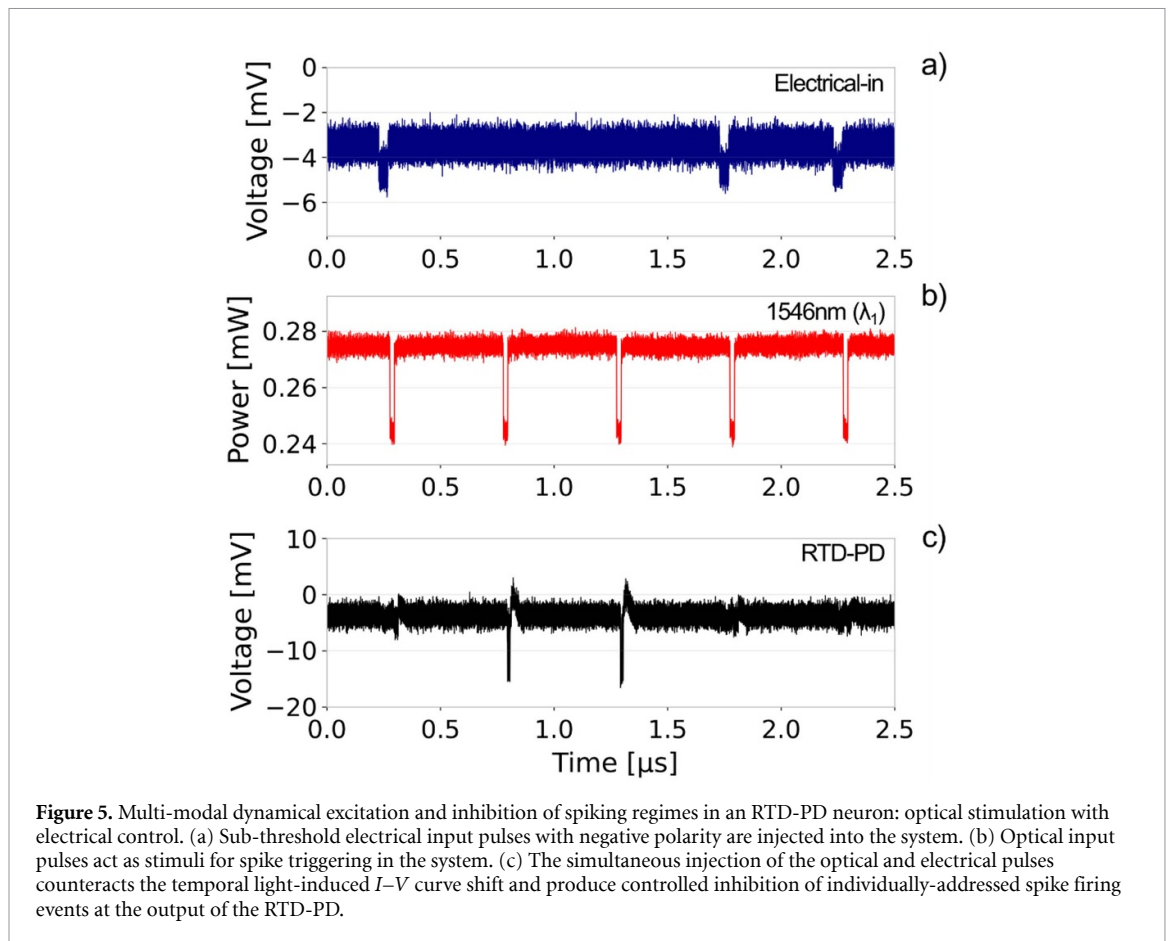 a)
Electrical-in
Voltage [mV]
0
−2
−4
−6
0.0 0.5 1.0 1.5 2.0 2.5
b)
1546nm (λ₁)
Power [mW]
0.28
0.26
0.24
0.0 0.5 1.0 1.5 2.0 2.5
c)
RTD-PD
Voltage [mV]
10
0
−10
−20
0.0 0.5 1.0 1.5 2.0 2.5
Time [μs]
Figure 5. Multi-modal dynamical excitation and inhibition of spiking regimes in an RTD-PD neuron: optical stimulation with
electrical control. (a) Sub-threshold electrical input pulses with negative polarity are injected into the system. (b) Optical input
pulses act as stimuli for spike triggering in the system. (c) The simultaneous injection of the optical and electrical pulses
counteracts the temporal light-induced I–V curve shift and produce controlled inhibition of individually-addressed spike firing
events at the output of the RTD-PD.